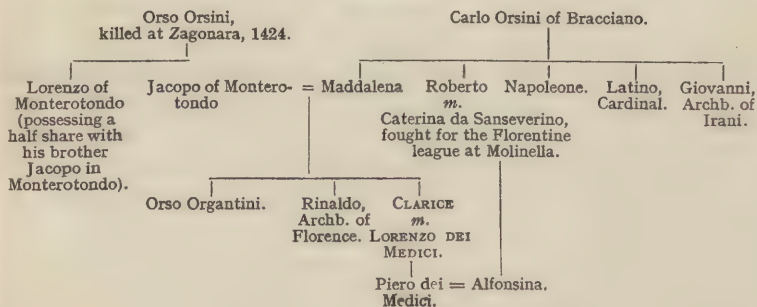 Orso Orsini,
killed at Zagonara, 1424.
Carlo Orsini of Bracciano.
Lorenzo of
Monterotondo
(possessing a
half share with
his brother
Jacopo in
Monterotondo).
Jacopo of Montero-
tondo
= Maddalena
Roberto
m.
Caterina da Sanseverino,
fought for the Florentine
league at Molinella.
Napoleone.
Latino,
Cardinal.
Giovanni,
Archb. of
Irani.
Orso Organtini.
Rinaldo,
Archb. of
Florence.
CLARICE
m.
LORENZO DEI
MEDICI.
Piero dei = Alfonsina.
Medici.